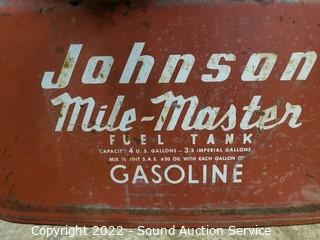 Johnson
Mile-Master
FUEL TANK
CAPACITY 4 U.S. GALLONS - 3.3 IMPERIAL GALLONS
MIX ½ PINT S.A.E. #30 OIL WITH EACH GALLON OF
GASOLINE
Copyright 2022 - Sound Auction Service